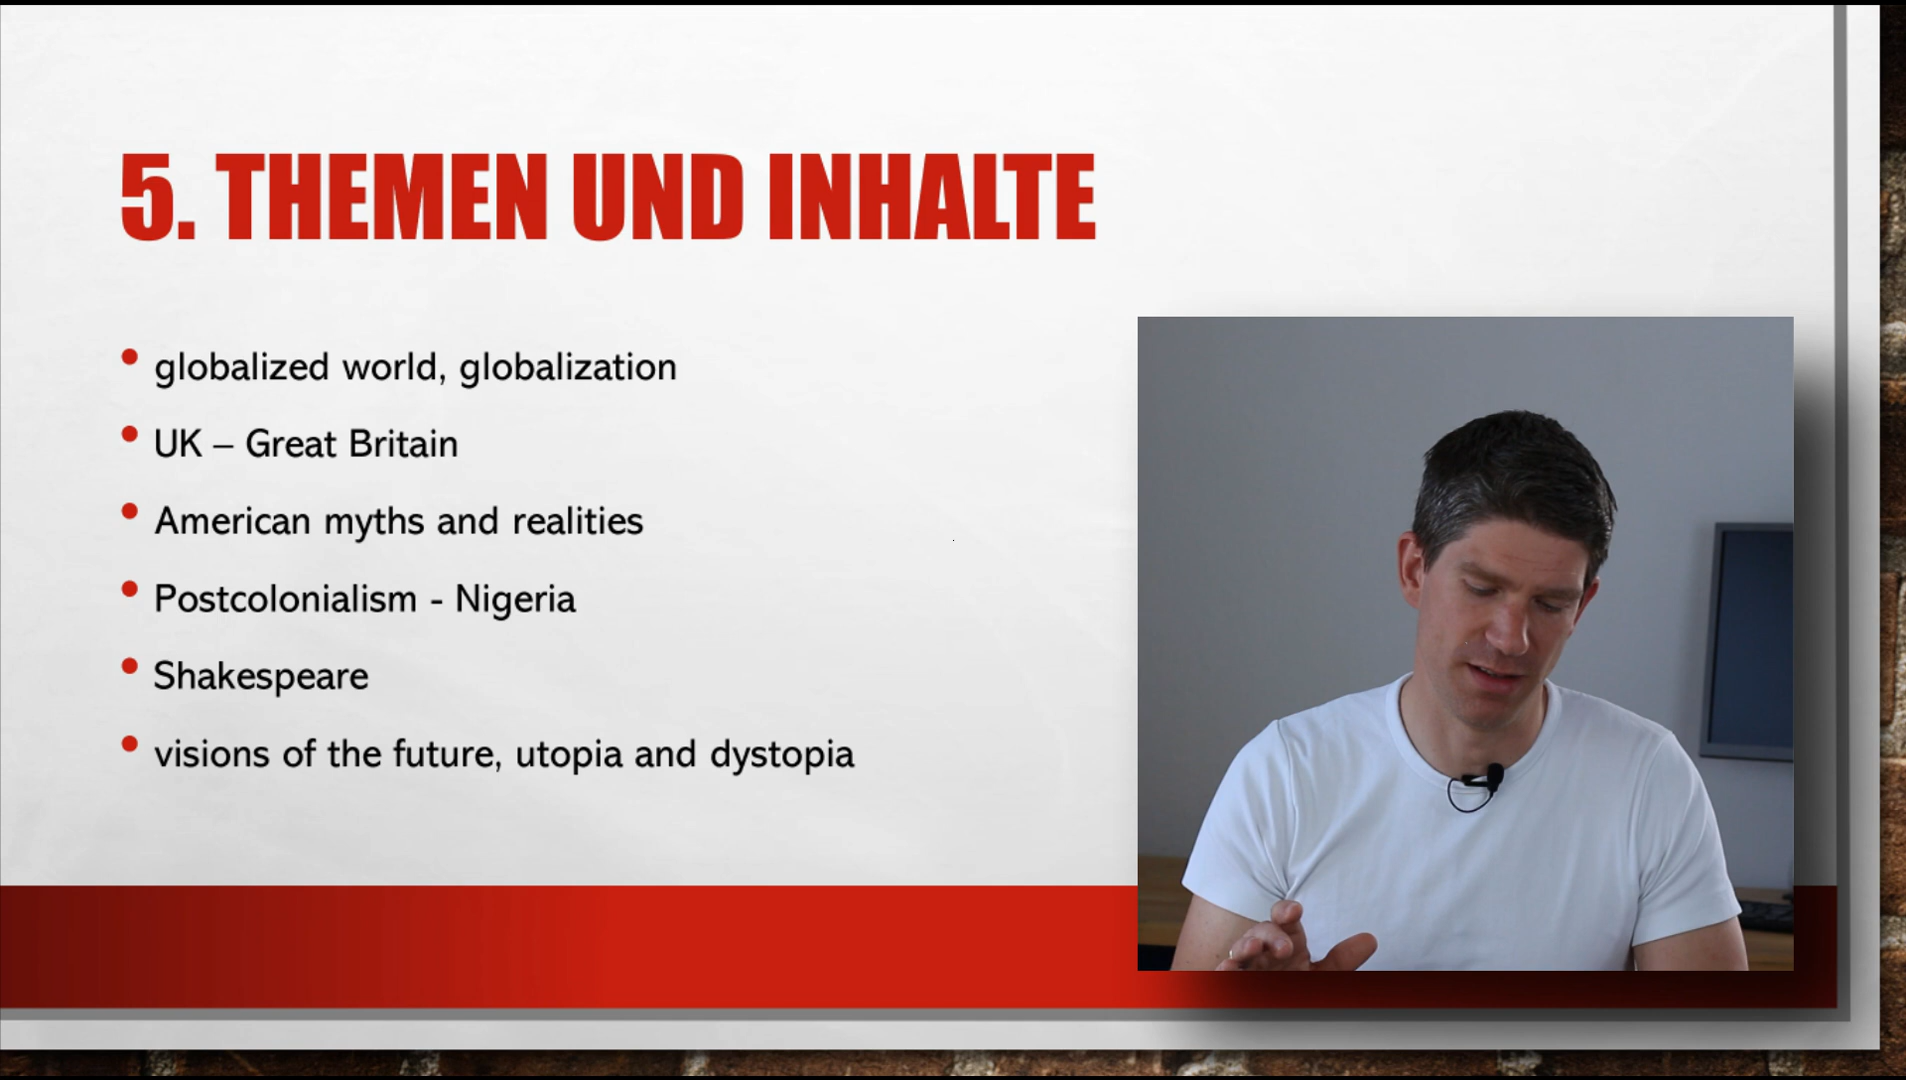 5. THEMEN UND INHALTE
• globalized world, globalization
• UK – Great Britain
• American myths and realities
• Postcolonialism - Nigeria
• Shakespeare
• visions of the future, utopia and dystopia